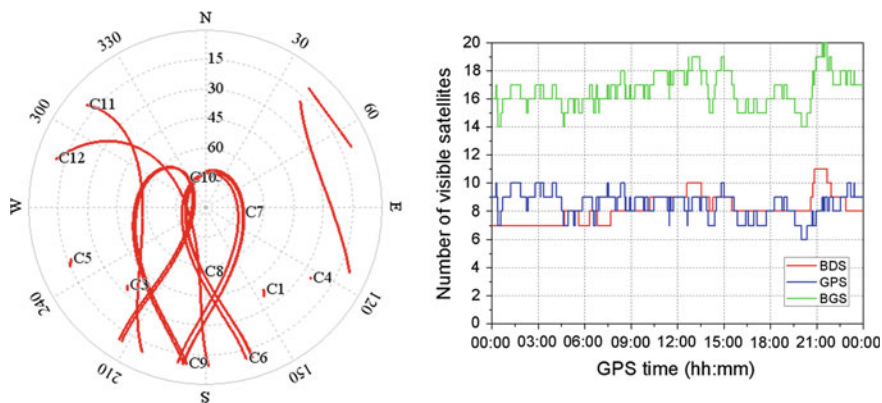 N
330
30
15
30
300
C11
45
60
C12
60
C10
W
C7
E
C5
C8
C3
C1
C4
240
120
C9
C6
210
150
S
Number of visible satellites
20
18
16
14
12
10
8
6
4
2
0
BDS
GPS
BGS
00:00 03:00 06:00 09:00 12:00 15:00 18:00 21:00 00:00
GPS time (hh:mm)